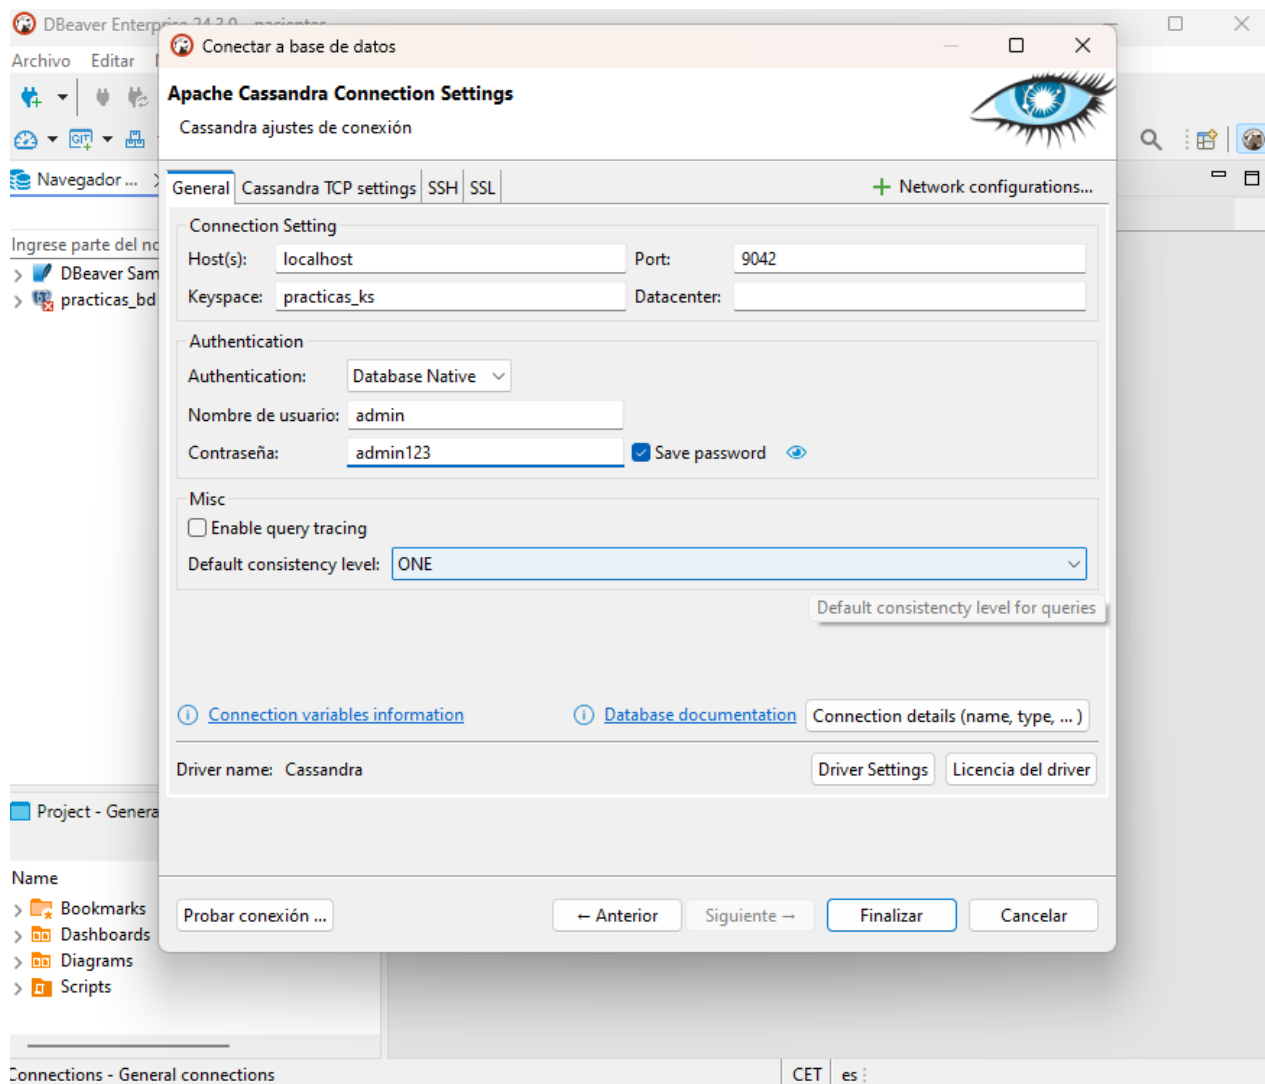 DBeaver Enterprise 24.3.0 - pacientes
Conectar a base de datos
Archivo Editar
Apache Cassandra Connection Settings
Cassandra ajustes de conexión
GIT
Navegador ...
General Cassandra TCP settings SSH SSL Network configurations...
Connection Setting
Ingrese parte del no
Host(s): localhost Port: 9042
DBeaver Sam
Keyspace: practicas_ks Datacenter:
practicas_bd
Authentication
Authentication: Database Native
Nombre de usuario: admin
Contraseña: admin123 Save password
Misc
Enable query tracing
Default consistency level: ONE
Default consistencty level for queries
Connection variables information Database documentation Connection details (name, type, ... )
Driver name: Cassandra Driver Settings Licencia del driver
Project - Genera
Name
Bookmarks
Probar conexión ... ← Anterior Siguiente → Finalizar Cancelar
Dashboards
Diagrams
Scripts
Connections - General connections CET es